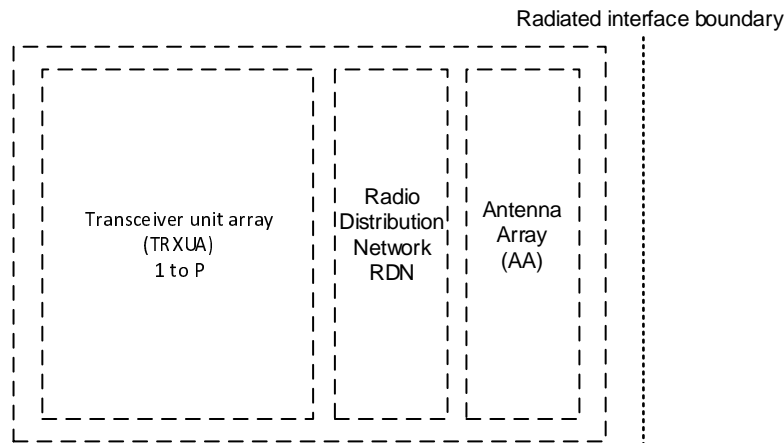 Radiated interface boundary
Transceiver unit array
(TRXUA)
1 to P
Radio
Distribution
Network
RDN
Antenna
Array
(AA)